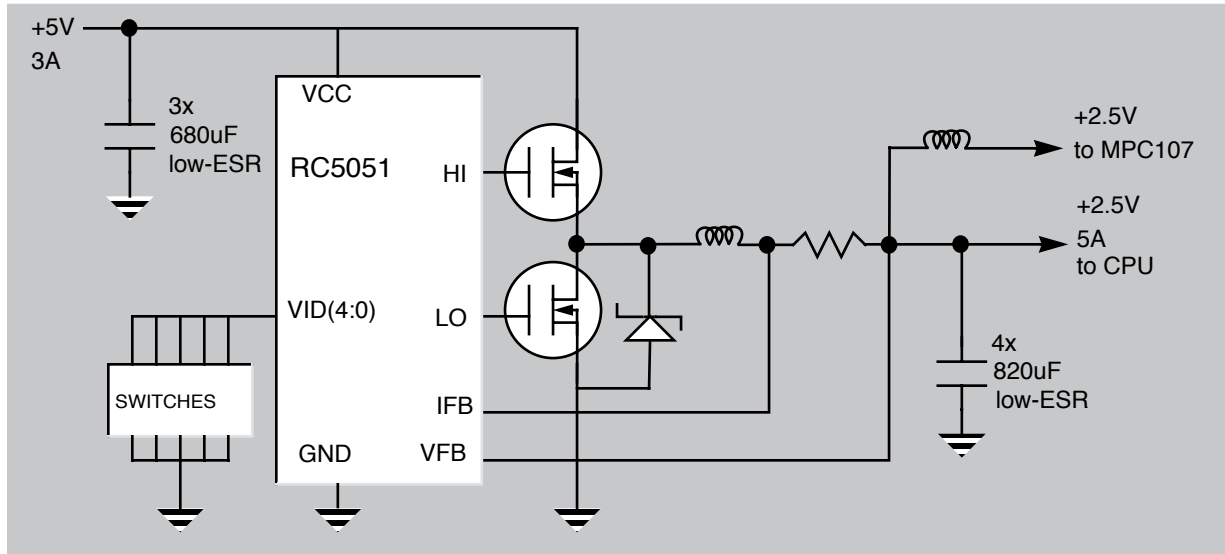 +5V
3A
3x
680uF
low-ESR
VCC
RC5051
HI
VID(4:0)
LO
SWITCHES
IFB
GND
VFB
+2.5V
to MPC107
+2.5V
5A
to CPU
4x
820uF
low-ESR